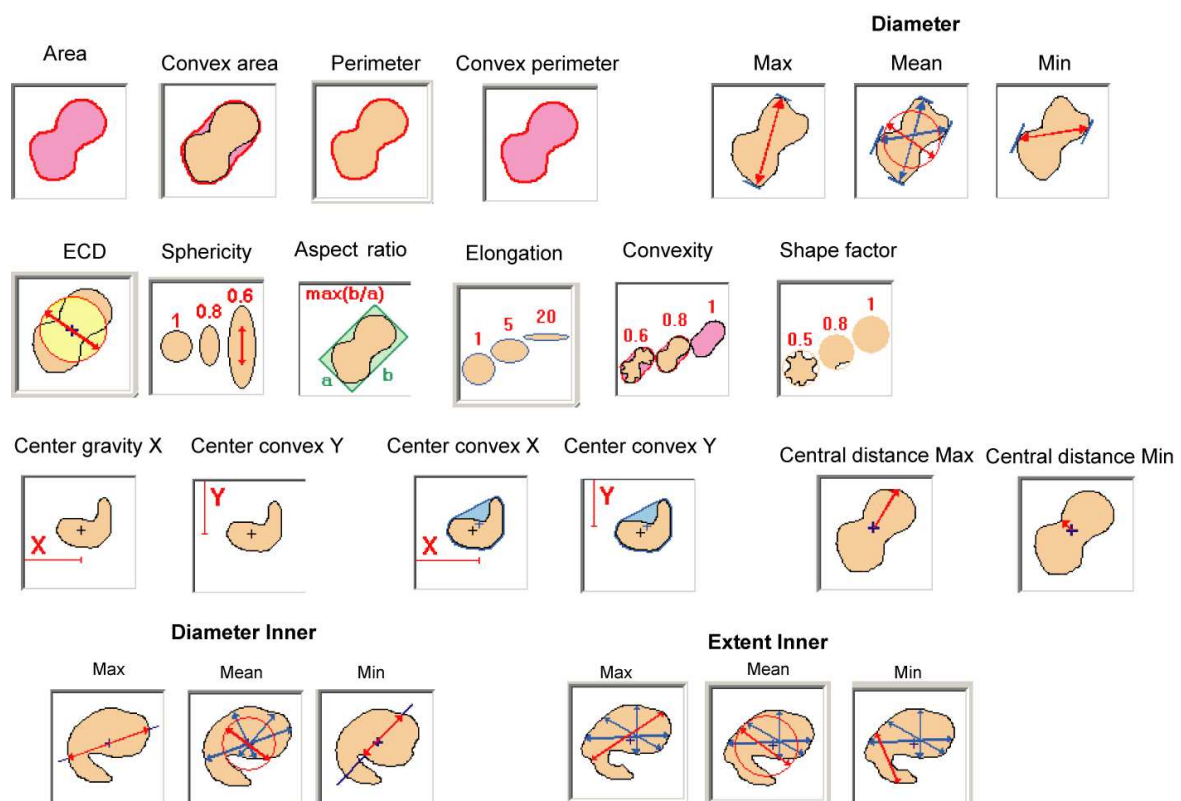 Diameter
Area
Convex area
Perimeter
Convex perimeter
Max
Mean
Min
ECD
Sphericity
Aspect ratio
Elongation
Convexity
Shape factor
1
0.8
0.6
max(b/a)
a
b
1
5
20
0.6
0.8
1
0.5
0.8
1
Center gravity X
Center convex Y
Center convex X
Center convex Y
Central distance Max
Central distance Min
X
Y
X
Y
Diameter Inner
Extent Inner
Max
Mean
Min
Max
Mean
Min